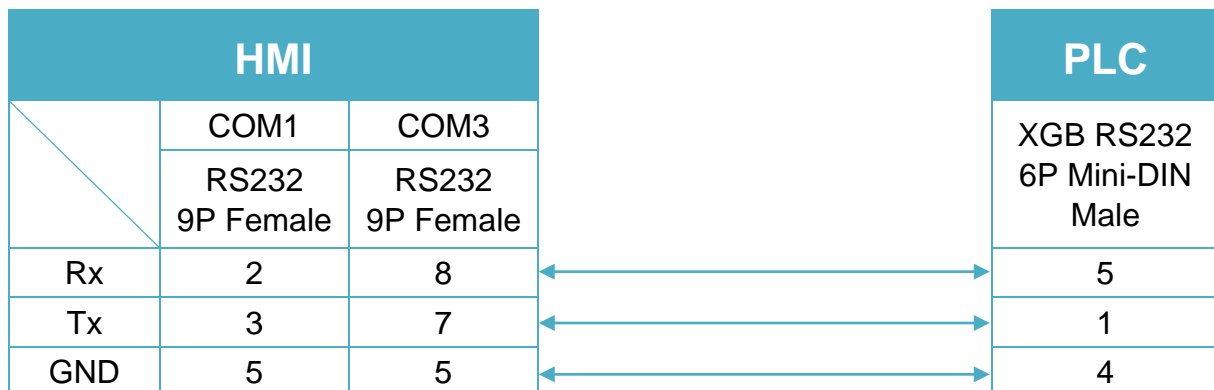 HMI PLC
COM1 COM3
XGB RS232
6P Mini-DIN
Male
RS232 RS232
9P Female 9P Female
Rx 2 8 5
Tx 3 7 1
GND 5 5 4